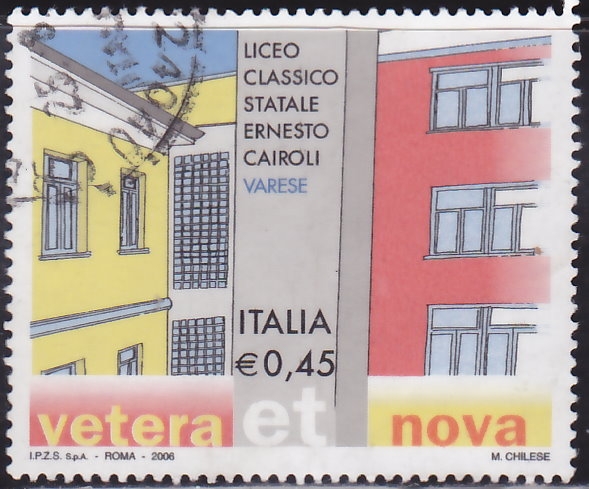 LICEO
CLASSICO
STATALE
ERNESTO
CAIROLI
VARESE
ITALIA
€0,45
vetera et nova
I.P.Z.S. S.p.A. - ROMA - 2006
M. CHILESE